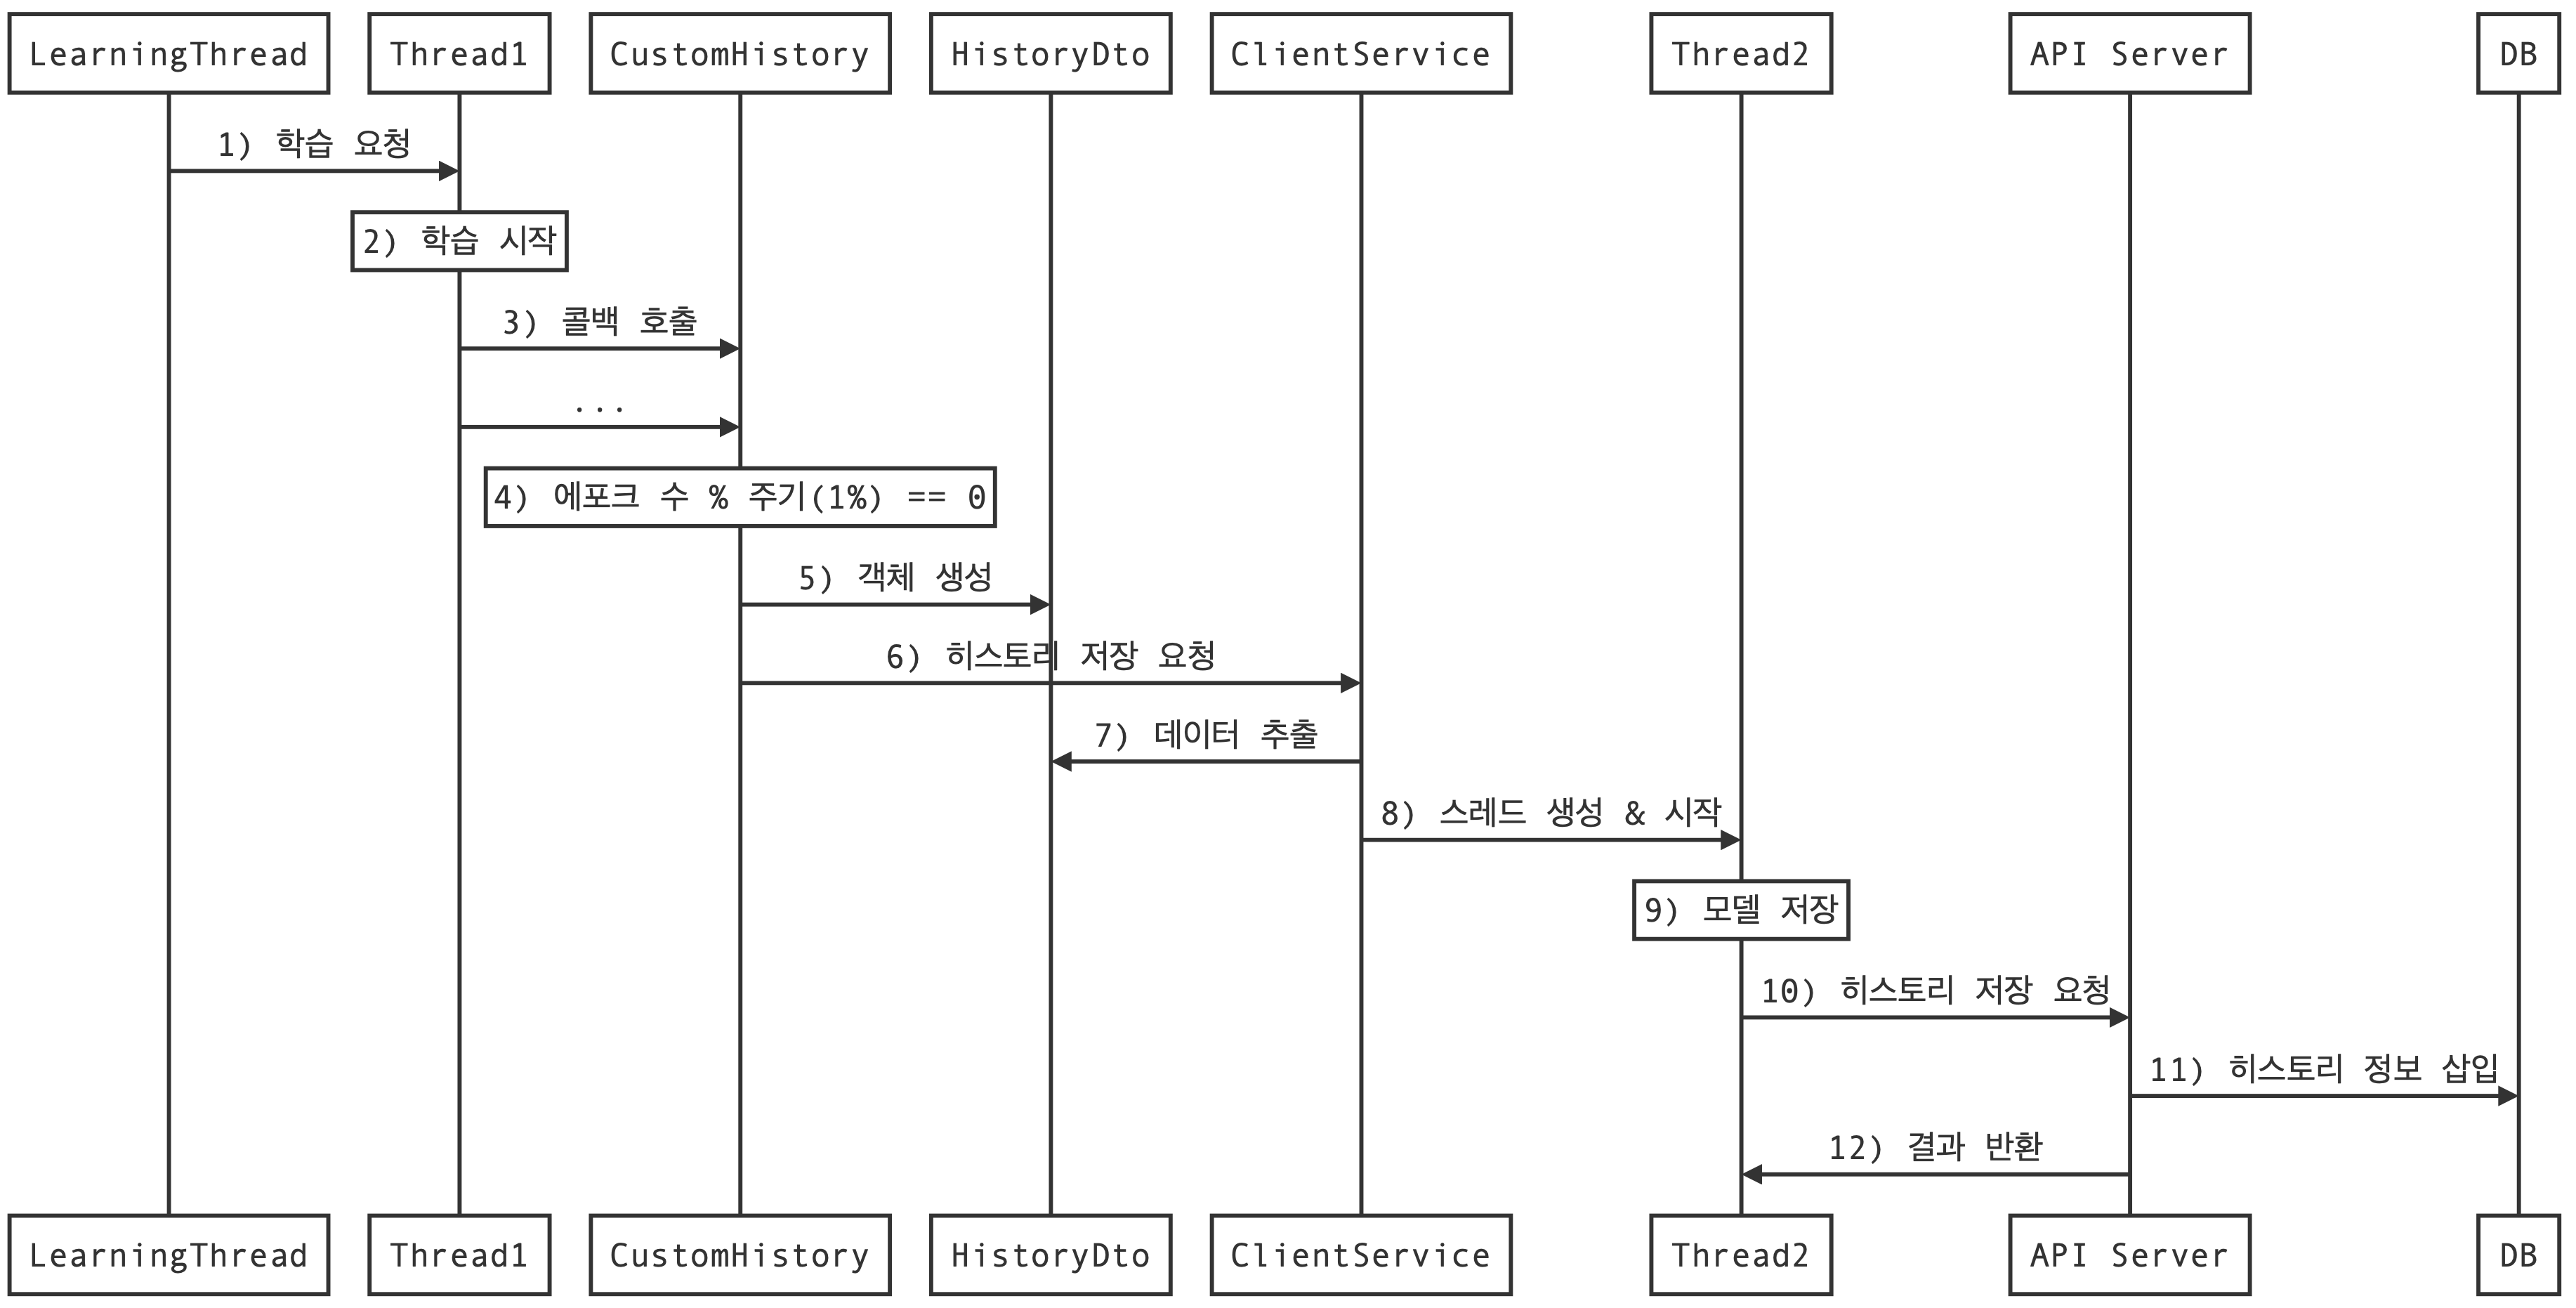 LearningThread
Thread1
CustomHistory
HistoryDto
ClientService
Thread2
API Server
DB
1) 학습 요청
2) 학습 시작
3) 콜백 호출
...
4) 에포크 수 % 주기(1%) == 0
5) 객체 생성
6) 히스토리 저장 요청
7) 데이터 추출
8) 스레드 생성 & 시작
9) 모델 저장
10) 히스토리 저장 요청
11) 히스토리 정보 삽입
12) 결과 반환
LearningThread
Thread1
CustomHistory
HistoryDto
ClientService
Thread2
API Server
DB